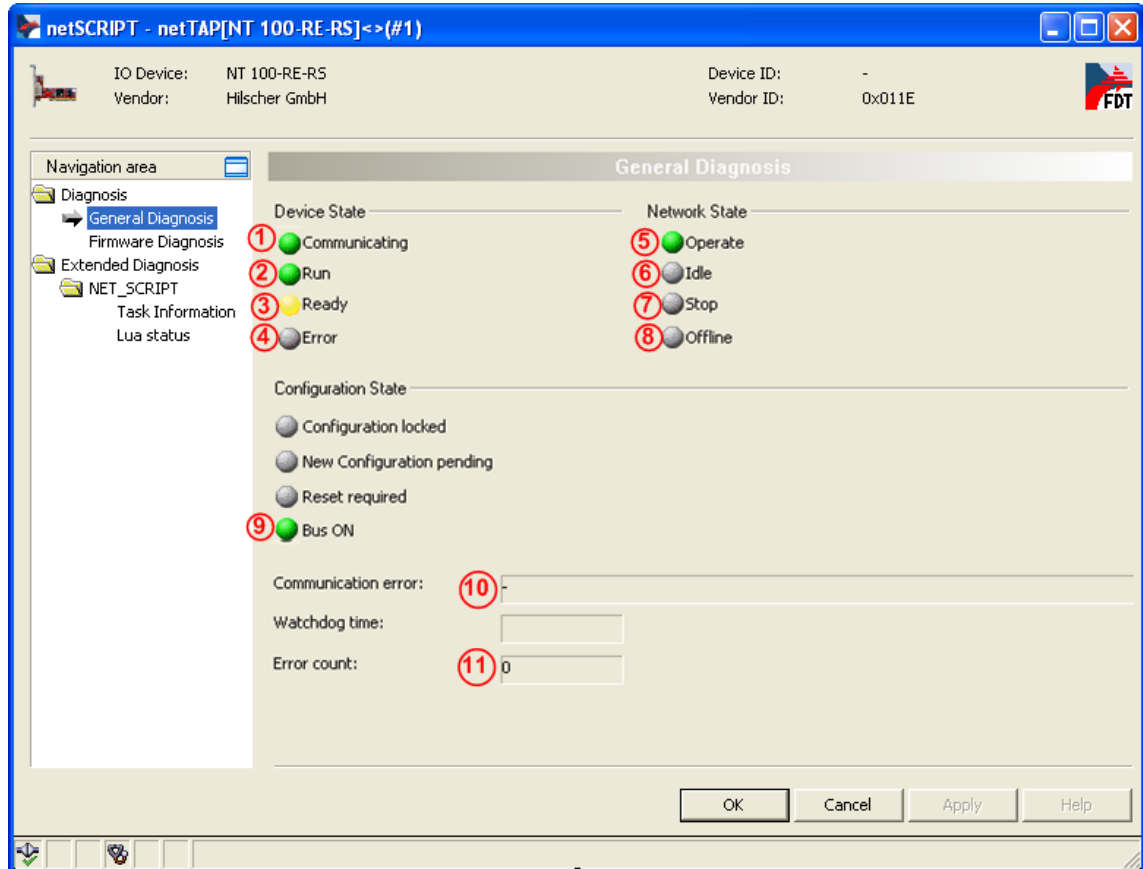 netSCRIPT - netTAP[NT 100-RE-RS]<>(#1)
IO Device: NT 100-RE-RS Device ID: -
Vendor: Hilscher GmbH Vendor ID: 0x011E
FDT
Navigation area
General Diagnosis
Diagnosis
General Diagnosis
Firmware Diagnosis
Extended Diagnosis
NET_SCRIPT
Task Information
Lua status
Device State
1 Communicating
2 Run
3 Ready
4 Error
Network State
5 Operate
6 Idle
7 Stop
8 Offline
Configuration State
Configuration locked
New Configuration pending
Reset required
9 Bus ON
Communication error: 10 -
Watchdog time:
Error count: 11 0
OK Cancel Apply Help